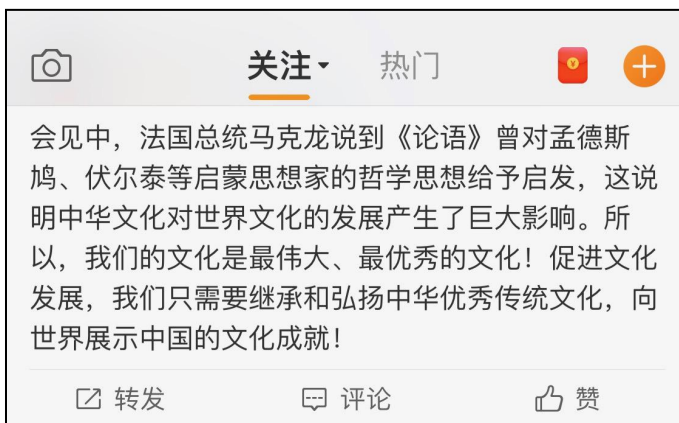 关注 热门
会见中，法国总统马克龙说到《论语》曾对孟德斯
鸠、伏尔泰等启蒙思想家的哲学思想给予启发，这说
明中华文化对世界文化的发展产生了巨大影响。所
以，我们的文化是最伟大、最优秀的文化！促进文化
发展，我们只需要继承和弘扬中华优秀传统文化，向
世界展示中国的文化成就！
转发 评论 赞